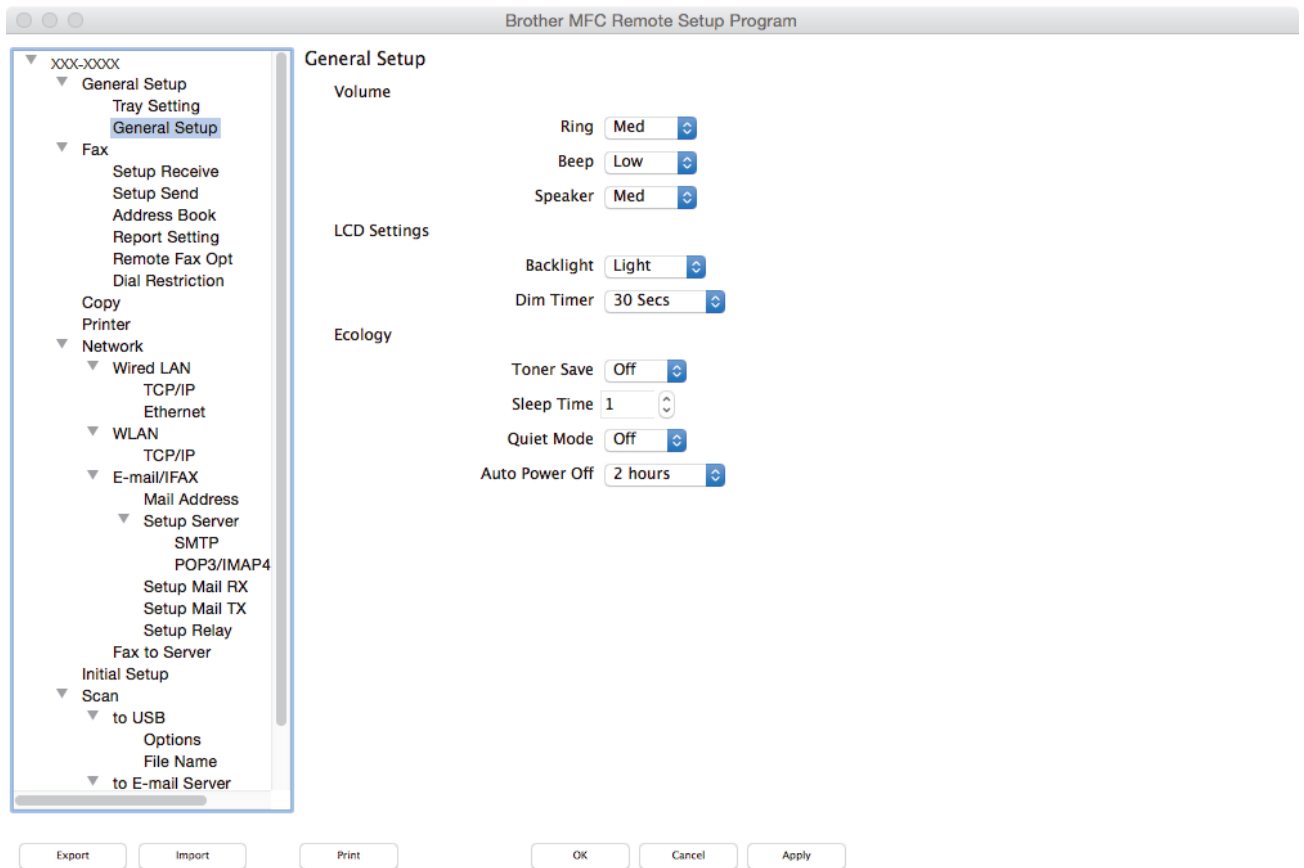 Brother MFC Remote Setup Program
XXX-XXXX
General Setup
Tray Setting
General Setup
Fax
Setup Receive
Setup Send
Address Book
Report Setting
Remote Fax Opt
Dial Restriction
Copy
Printer
Network
Wired LAN
TCP/IP
Ethernet
WLAN
TCP/IP
E-mail/IFAX
Mail Address
Setup Server
SMTP
POP3/IMAP4
Setup Mail RX
Setup Mail TX
Setup Relay
Fax to Server
Initial Setup
Scan
to USB
Options
File Name
to E-mail Server
General Setup
Volume
Ring Med
Beep Low
Speaker Med
LCD Settings
Backlight Light
Dim Timer 30 Secs
Ecology
Toner Save Off
Sleep Time 1
Quiet Mode Off
Auto Power Off 2 hours
Export Import Print OK Cancel Apply